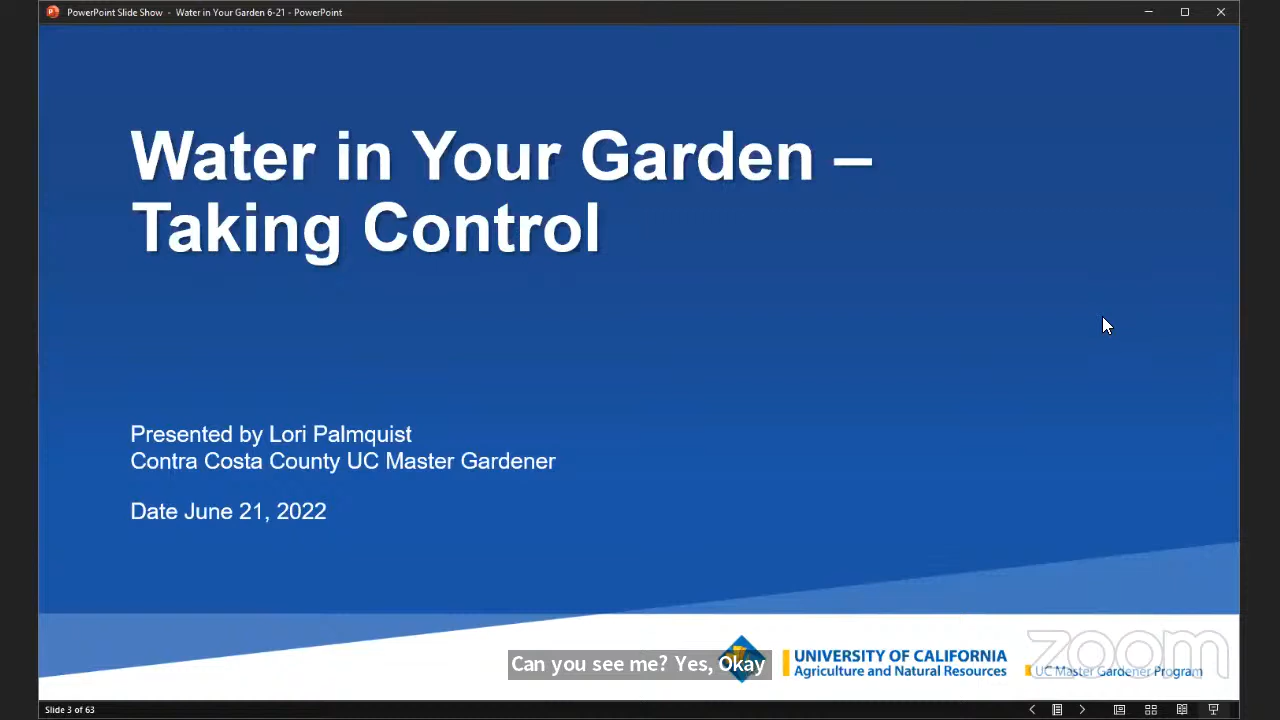 PowerPoint Slide Show - Water in Your Garden 6-21 - PowerPoint
Water in Your Garden –
Taking Control
Presented by Lori Palmquist
Contra Costa County UC Master Gardener
Date June 21, 2022
Can you see me? Yes, Okay
UNIVERSITY OF CALIFORNIA
Agriculture and Natural Resources
UC Master Gardener Program
zoom
Slide 3 of 63